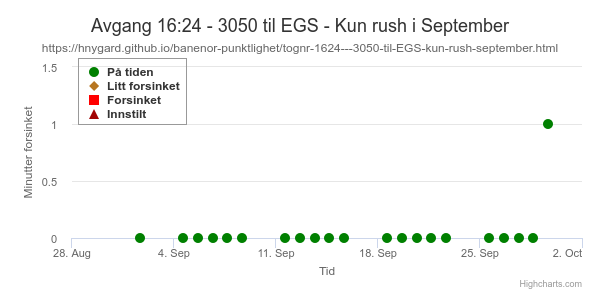 Avgang 16:24 - 3050 til EGS - Kun rush i September
https://hnygard.github.io/banenor-punktlighet/tognr-1624---3050-til-EGS-kun-rush-september.html
På tiden
Litt forsinket
Forsinket
Innstilt
Minutter forsinket
1.5
1
0.5
0
28. Aug
4. Sep
11. Sep
18. Sep
25. Sep
2. Oct
Tid
Highcharts.com